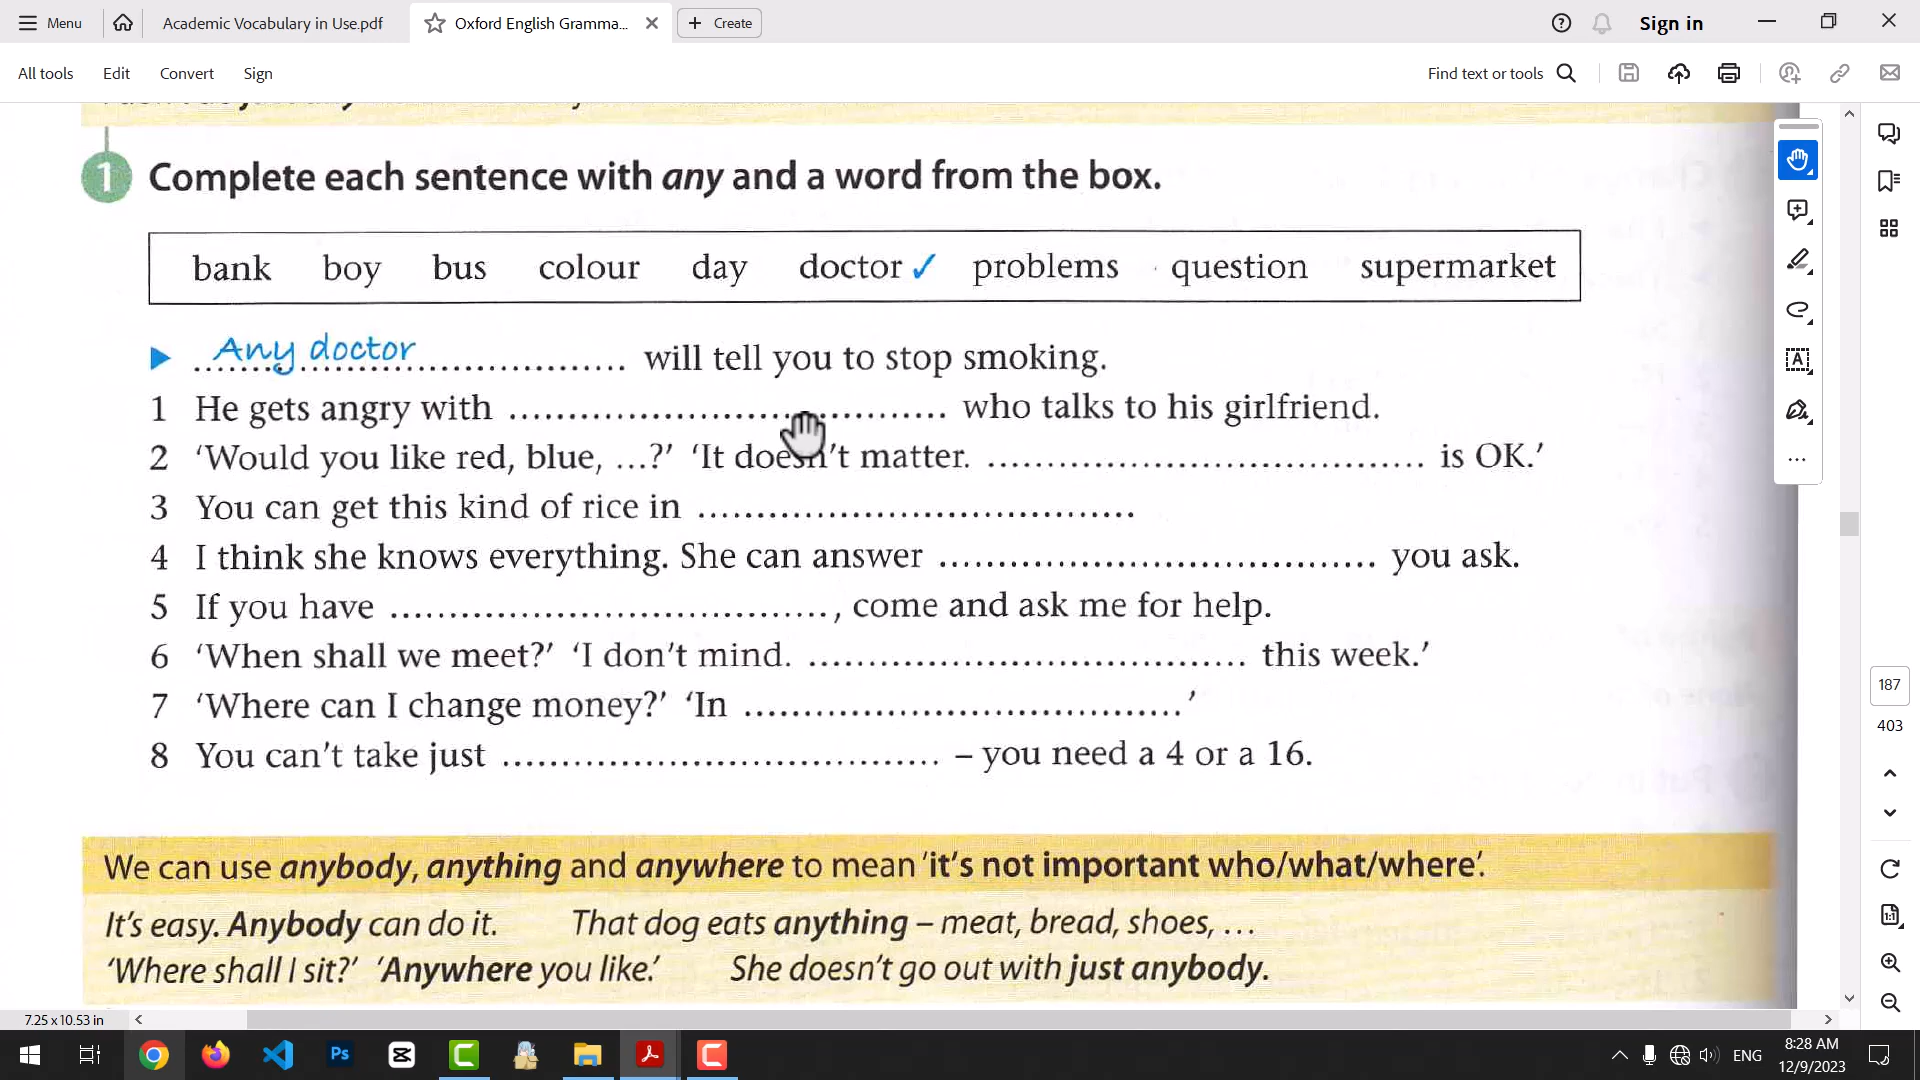 Menu
Academic Vocabulary in Use.pdf
Oxford English Gramma...
Create
Sign in
All tools
Edit
Convert
Sign
Find text or tools
1 Complete each sentence with any and a word from the box.
bank boy bus colour day doctor ✓ problems question supermarket
▶ Any doctor will tell you to stop smoking.
1 He gets angry with .......................................... who talks to his girlfriend.
2 ‘Would you like red, blue, …?’ ‘It doesn’t matter. .......................................... is OK.’
3 You can get this kind of rice in ..........................................
4 I think she knows everything. She can answer .......................................... you ask.
5 If you have .........................................., come and ask me for help.
6 ‘When shall we meet?’ ‘I don’t mind. .......................................... this week.’
7 ‘Where can I change money?’ ‘In ..........................................’
8 You can’t take just .......................................... – you need a 4 or a 16.
We can use anybody, anything and anywhere to mean ‘it’s not important who/what/where’.
It’s easy. Anybody can do it. That dog eats anything – meat, bread, shoes, …
‘Where shall I sit?’ ‘Anywhere you like.’ She doesn’t go out with just anybody.
187
403
7.25 x 10.53 in
ENG
8:28 AM
12/9/2023